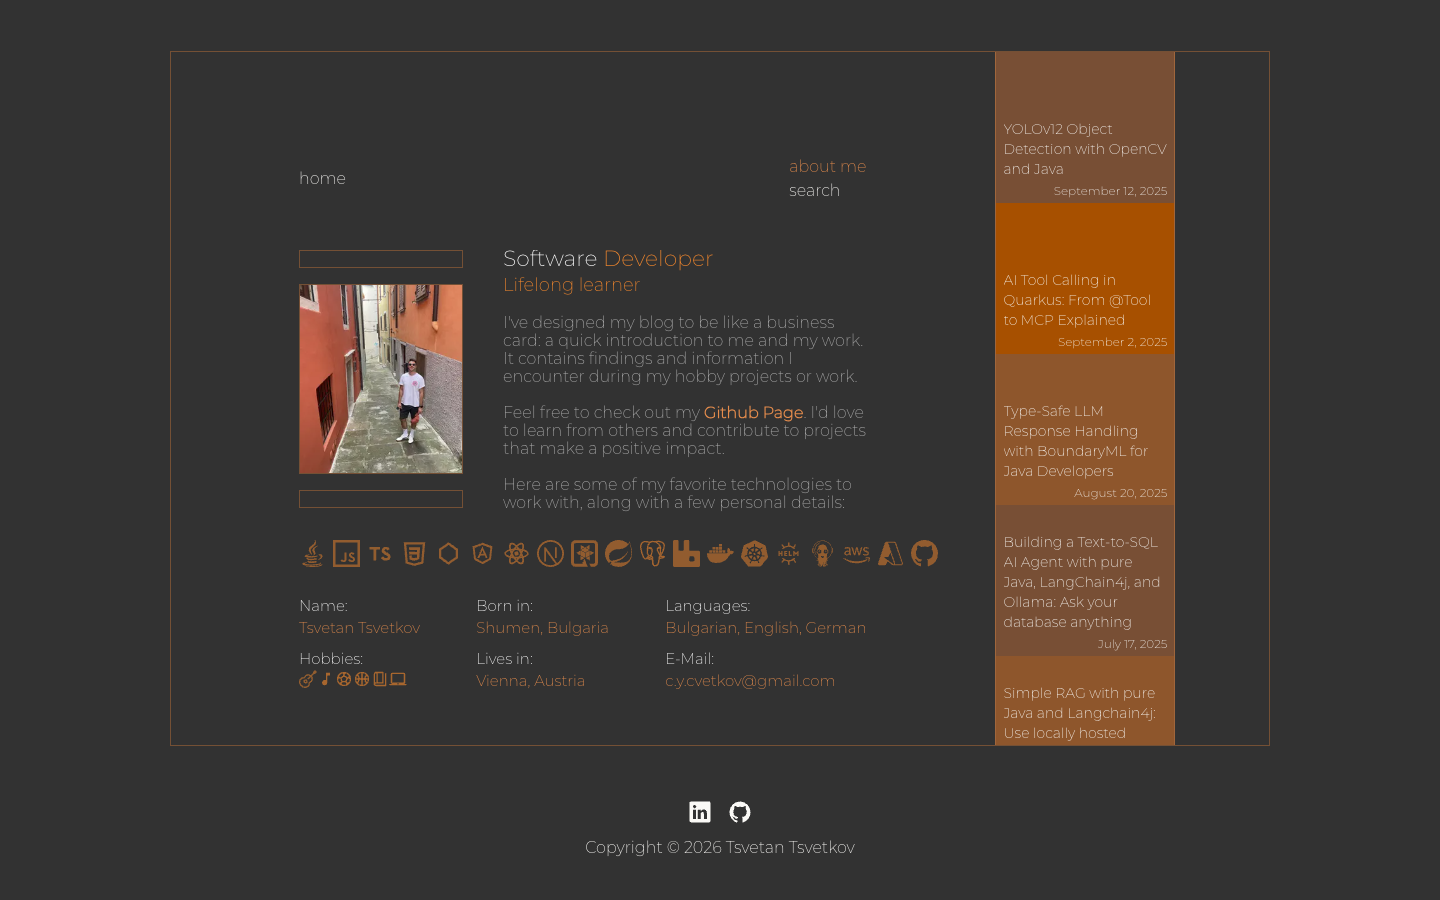 home
about me
search
Software Developer
Lifelong learner
I've designed my blog to be like a business
card: a quick introduction to me and my work.
It contains findings and information I
encounter during my hobby projects or work.
Feel free to check out my Github Page. I'd love
to learn from others and contribute to projects
that make a positive impact.
Here are some of my favorite technologies to
work with, along with a few personal details:
JS
TS
3
A
N
HELM
aws
Name:
Tsvetan Tsvetkov
Born in:
Shumen, Bulgaria
Languages:
Bulgarian, English, German
Hobbies:
Lives in:
Vienna, Austria
E-Mail:
c.y.cvetkov@gmail.com
YOLOv12 Object
Detection with OpenCV
and Java
September 12, 2025
AI Tool Calling in
Quarkus: From @Tool
to MCP Explained
September 2, 2025
Type-Safe LLM
Response Handling
with BoundaryML for
Java Developers
August 20, 2025
Building a Text-to-SQL
AI Agent with pure
Java, LangChain4j, and
Ollama: Ask your
database anything
July 17, 2025
Simple RAG with pure
Java and Langchain4j:
Use locally hosted
in
Copyright © 2026 Tsvetan Tsvetkov